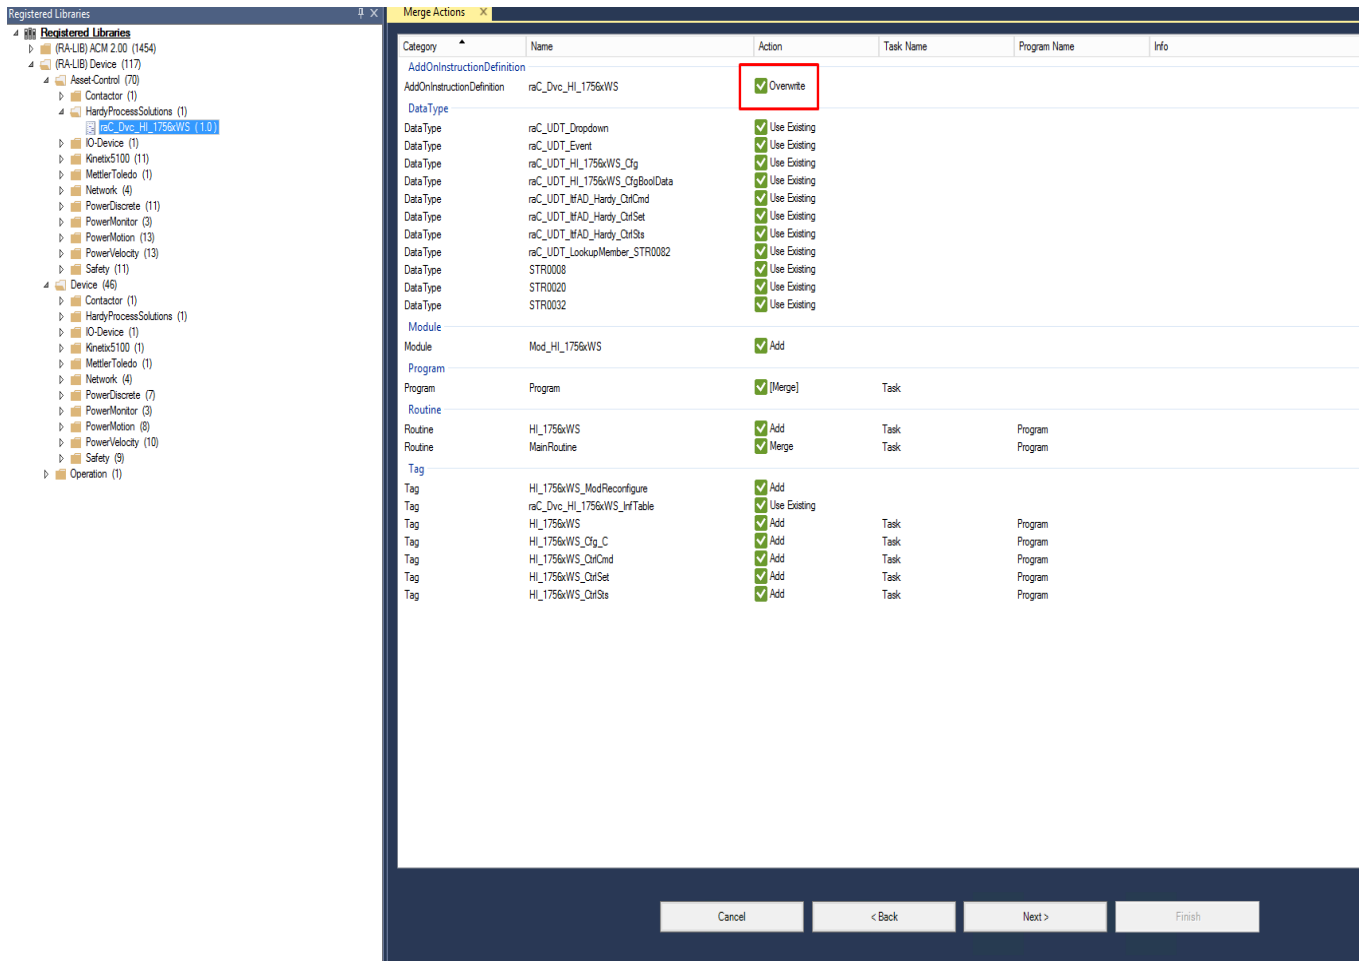 Registered Libraries
Registered Libraries
(RA-LIB) ACM 2.00 (1454)
(RA-LIB) Device (117)
Asset-Control (70)
Contactor (1)
HardyProcessSolutions (1)
raC_Dvc_HI_1756xWS (1.0)
IO-Device (1)
Kinetix5100 (11)
MettlerToledo (1)
Network (4)
PowerDiscrete (11)
PowerMonitor (3)
PowerMotion (13)
PowerVelocity (13)
Safety (11)
Device (46)
Contactor (1)
HardyProcessSolutions (1)
IO-Device (1)
Kinetix5100 (1)
MettlerToledo (1)
Network (4)
PowerDiscrete (7)
PowerMonitor (3)
PowerMotion (8)
PowerVelocity (10)
Safety (9)
Operation (1)
Merge Actions X
Category Name Action Task Name Program Name Info
AddOnInstructionDefinition
AddOnInstructionDefinition raC_Dvc_HI_1756xWS Overwrite
DataType
DataType raC_UDT_Dropdown Use Existing
DataType raC_UDT_Event Use Existing
DataType raC_UDT_HI_1756xWS_Cfg Use Existing
DataType raC_UDT_HI_1756xWS_CfgBoolData Use Existing
DataType raC_UDT_ItfAD_Hardy_CtrlCmd Use Existing
DataType raC_UDT_ItfAD_Hardy_CtrlSet Use Existing
DataType raC_UDT_ItfAD_Hardy_CtrlSts Use Existing
DataType raC_UDT_LookupMember_STR0082 Use Existing
DataType STR0008 Use Existing
DataType STR0020 Use Existing
DataType STR0032 Use Existing
Module
Module Mod_HI_1756xWS Add
Program
Program Program [Merge] Task
Routine
Routine HI_1756xWS Add Task Program
Routine MainRoutine Merge Task Program
Tag
Tag HI_1756xWS_ModReconfigure Add
Tag raC_Dvc_HI_1756xWS_InfTable Use Existing
Tag HI_1756xWS Add Task Program
Tag HI_1756xWS_Cfg_C Add Task Program
Tag HI_1756xWS_CtrlCmd Add Task Program
Tag HI_1756xWS_CtrlSet Add Task Program
Tag HI_1756xWS_CtrlSts Add Task Program
Cancel < Back Next > Finish